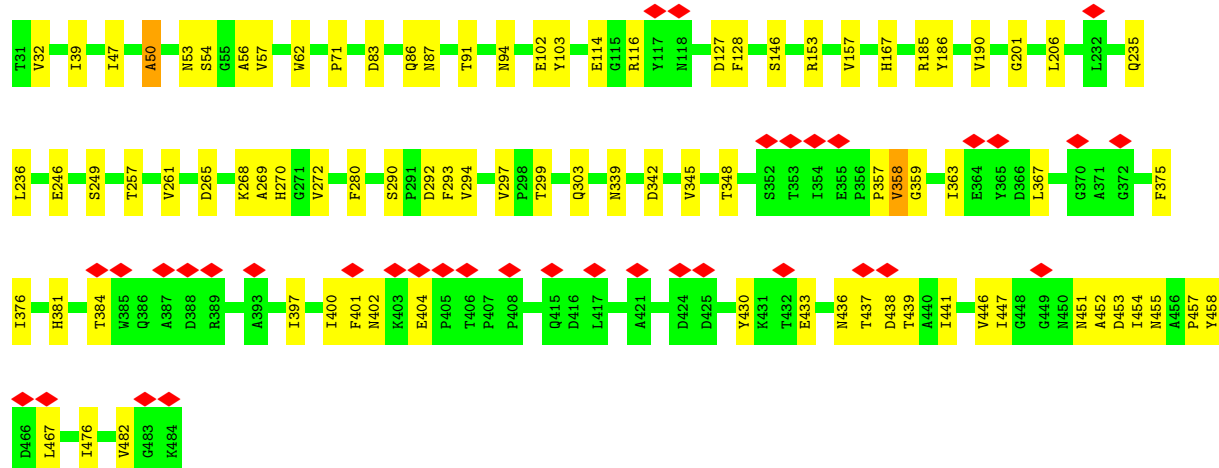 T31 V32 I39 I47 A50 N53 S54 G55 A56 V57 W62 P71 D83 Q86 N87 T91 N94 E102 Y103 E114 G115 R116 Y117 N118 D127 F128 S146 R153 V157 H167 R185 Y186 V190 G201 L206 L232 Q235
L236 E246 S249 T257 V261 D265 K268 A269 H270 G271 V272 F280 S290 P291 D292 F293 V294 V297 P298 T299 Q303 N339 D342 V345 T348 S352 T353 I354 E355 P356 P357 V358 G359 I363 E364 Y365 D366 L367 G370 A371 G372 F375
I376 H381 T384 W385 Q386 A387 D388 R389 A393 I397 I400 F401 N402 K403 E404 P405 T406 P407 P408 Q415 D416 L417 A421 D424 D425 Y430 K431 T432 E433 N436 T437 D438 T439 A440 I441 V446 I447 G448 G449 N450 N451 A452 D453 I454 N455 A456 P457 Y458
D466 L467 I476 V482 G483 K484